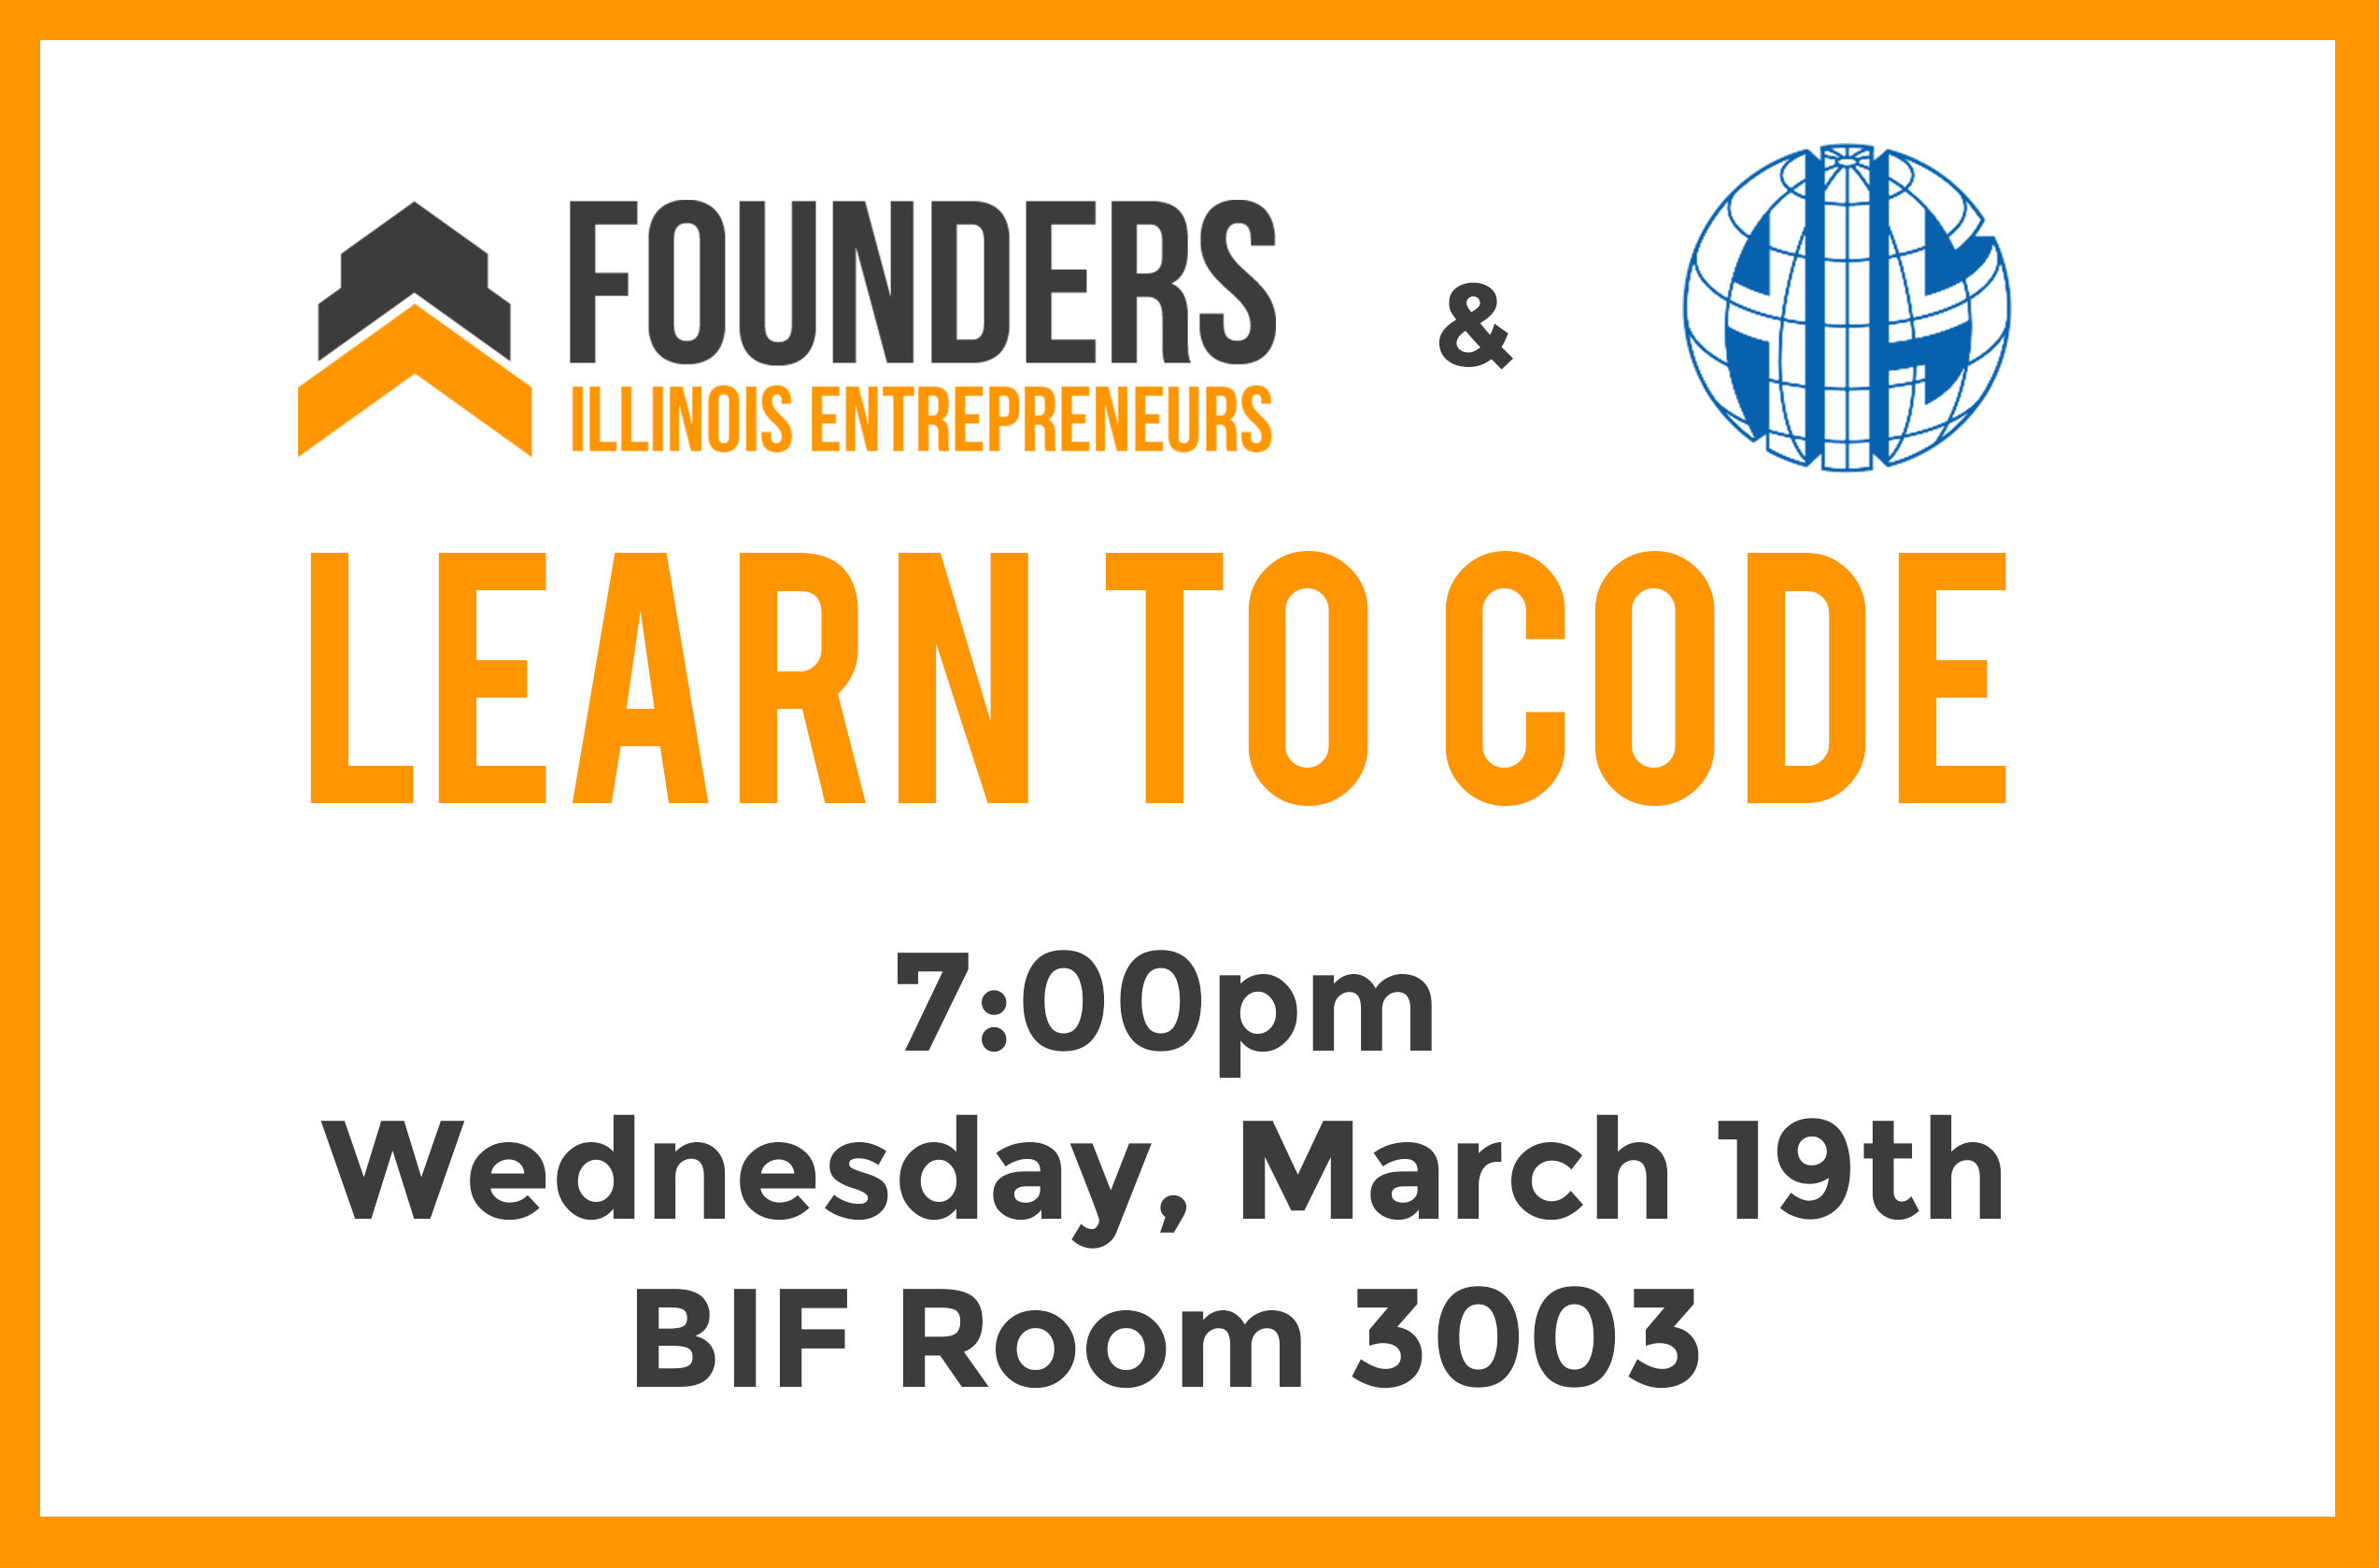 FOUNDERS
ILLINOIS ENTREPRENEURS
&
LEARN TO CODE
7:00pm
Wednesday, March 19th
BIF Room 3003